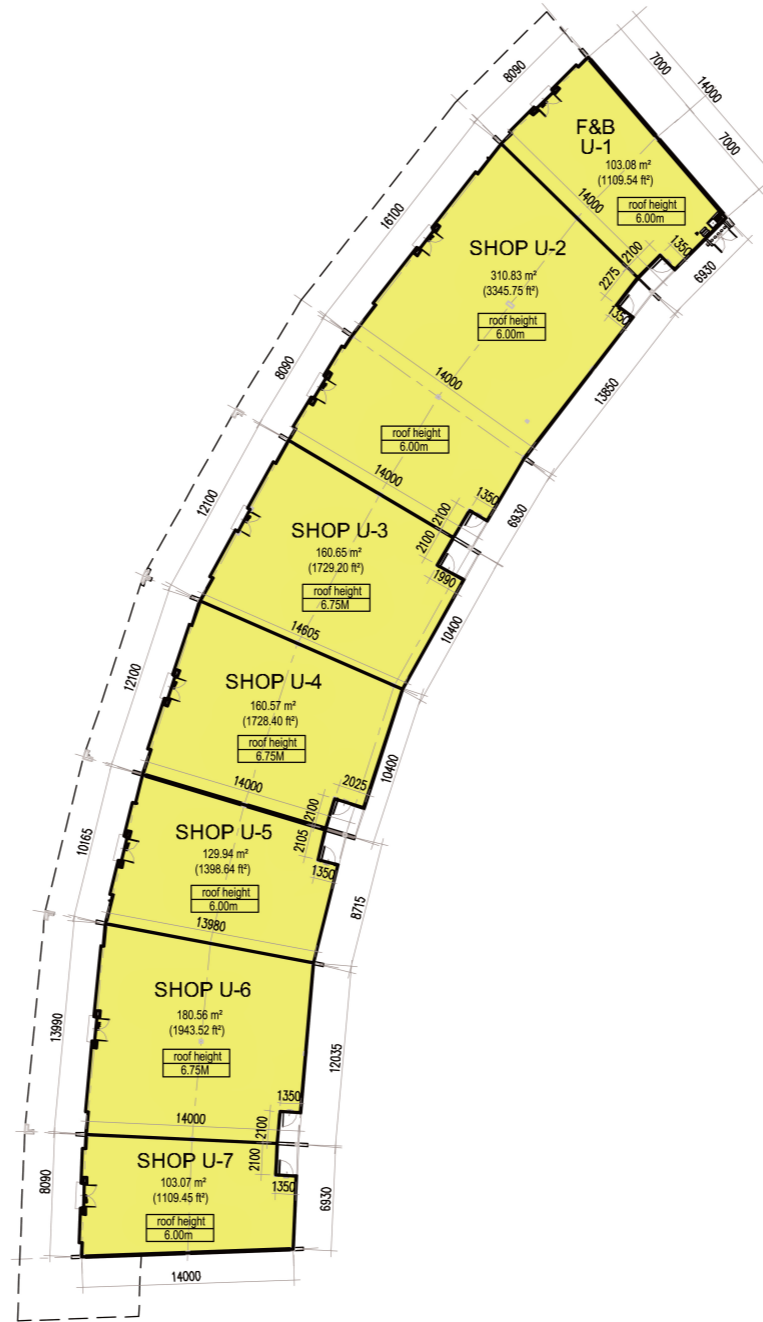 8090
7000
14000
7000
F&B
U-1
103.08 m²
(1109.54 ft²)
roof height
6.00m
14000
1350
2100
6930
16100
SHOP U-2
310.83 m²
(3345.75 ft²)
roof height
6.00m
2275
1350
13850
8090
14000
roof height
6.00m
14000
1350
2100
6930
12100
SHOP U-3
160.65 m²
(1729.20 ft²)
roof height
6.75M
2100
1990
10400
14605
12100
SHOP U-4
160.57 m²
(1728.40 ft²)
roof height
6.75M
14000
2025
2100
10400
10165
SHOP U-5
129.94 m²
(1398.64 ft²)
roof height
6.00m
2105
1350
8715
13980
13990
SHOP U-6
180.56 m²
(1943.52 ft²)
roof height
6.75M
12035
1350
2100
14000
8090
SHOP U-7
103.07 m²
(1109.45 ft²)
roof height
6.00m
2100
1350
6930
14000